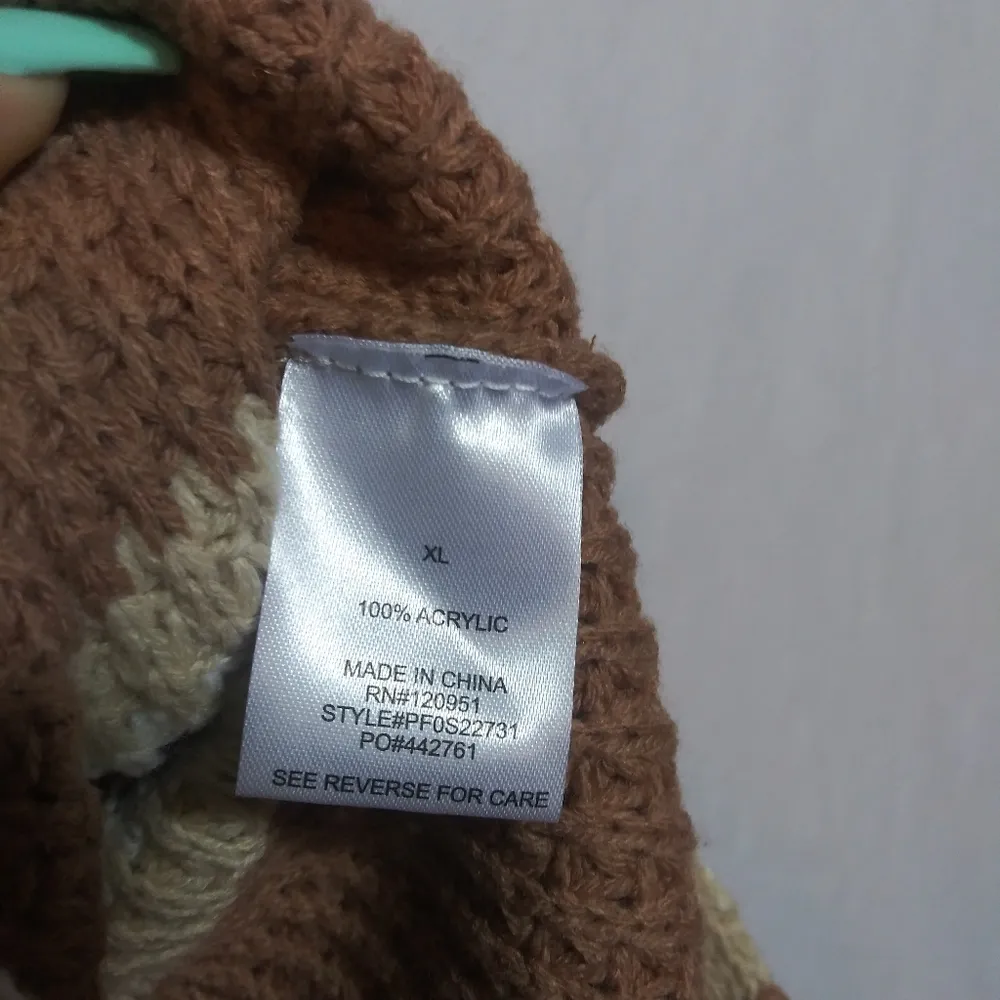 XL
100% ACRYLIC
MADE IN CHINA
RN#120951
STYLE#PF0S22731
PO#442761
SEE REVERSE FOR CARE